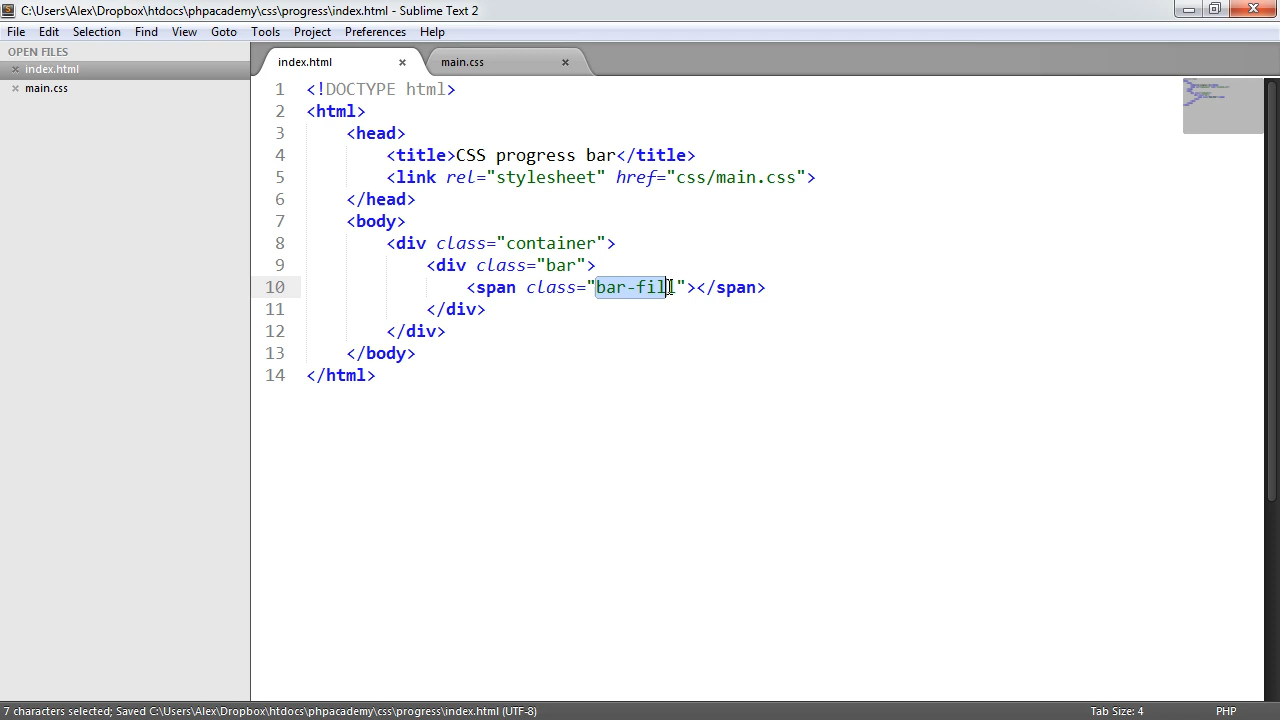 C:\Users\Alex\Dropbox\htdocs\phpacademy\css\progress\index.html - Sublime Text 2
File Edit Selection Find View Goto Tools Project Preferences Help
OPEN FILES
index.html
main.css
index.html main.css
1 <!DOCTYPE html>
2 <html>
3 <head>
4 <title>CSS progress bar</title>
5 <link rel="stylesheet" href="css/main.css">
6 </head>
7 <body>
8 <div class="container">
9 <div class="bar">
10 <span class="bar-fill"></span>
11 </div>
12 </div>
13 </body>
14 </html>
7 characters selected; Saved C:\Users\Alex\Dropbox\htdocs\phpacademy\css\progress\index.html (UTF-8) Tab Size: 4 PHP